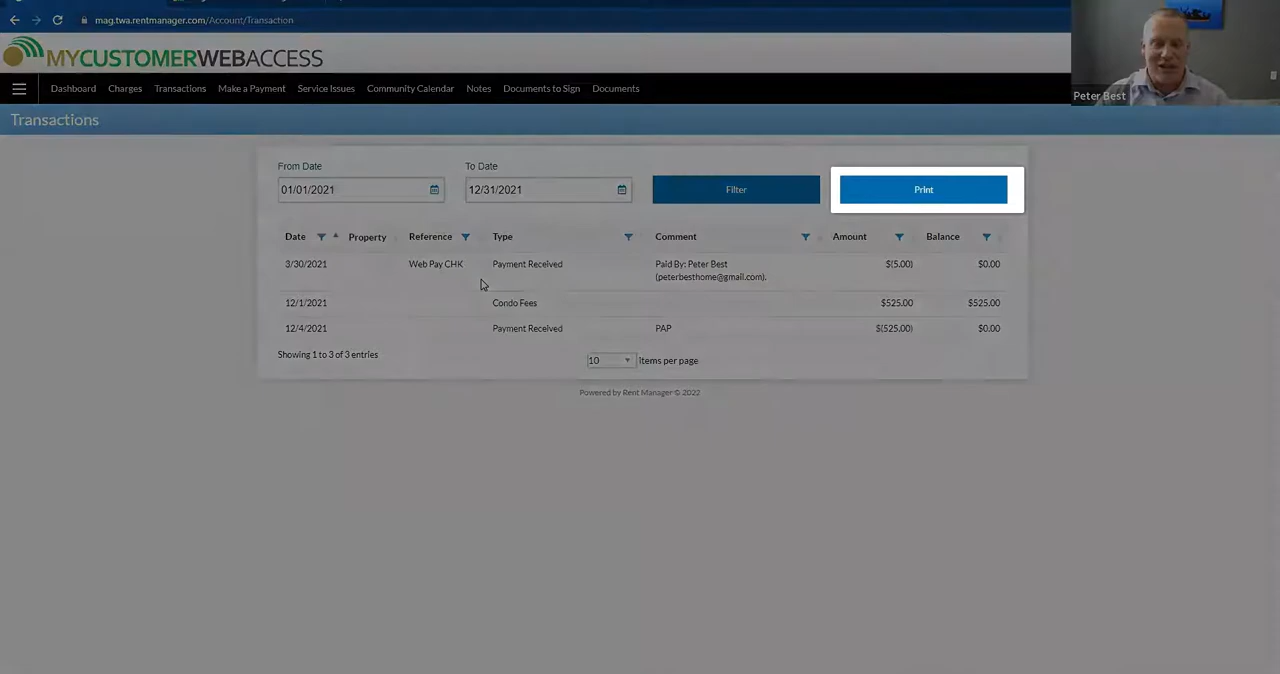 mag.twa.rentmanager.com/Account/Transaction
MYCUSTOMERWEBACCESS
Peter Best
Dashboard Charges Transactions Make a Payment Service Issues Community Calendar Notes Documents to Sign Documents
Transactions
From Date To Date
01/01/2021 12/31/2021 Filter Print
Date Property Reference Type Comment Amount Balance
3/30/2021 Web Pay CHK Payment Received Paid By: Peter Best $(5.00) $0.00
(peterbesthome@gmail.com).
12/1/2021 Condo Fees $525.00 $525.00
12/4/2021 Payment Received PAP $(525.00) $0.00
Showing 1 to 3 of 3 entries
10 items per page
Powered by Rent Manager © 2022